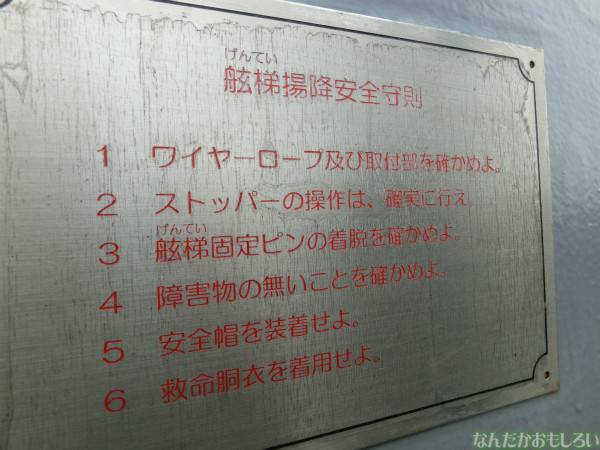 げんてい
舷梯揚降安全守則
1 ワイヤーロープ及び取付部を確かめよ。
2 ストッパーの操作は、確実に行え。
げんてい
3 舷梯固定ピンの着脱を確かめよ。
4 障害物の無いことを確かめよ。
5 安全帽を装着せよ。
6 救命胴衣を着用せよ。
なんだかおもしろい